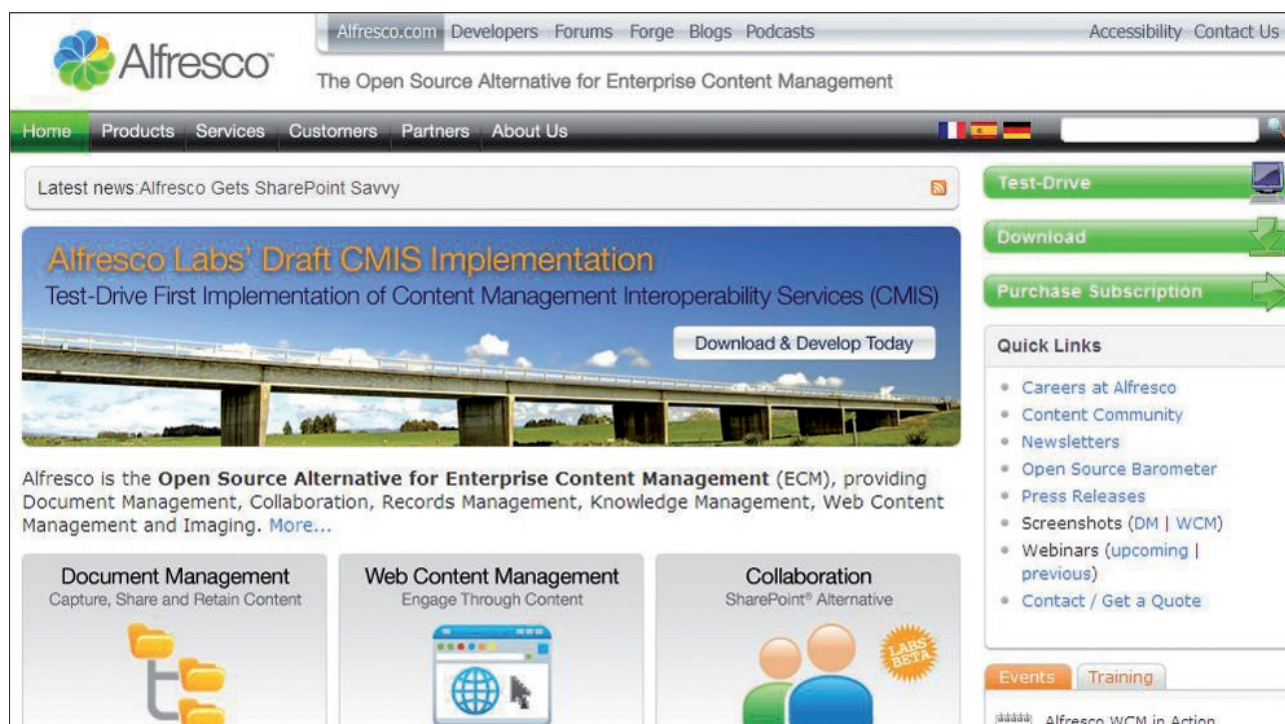 Alfresco™
Alfresco.com Developers Forums Forge Blogs Podcasts
Accessibility Contact Us
The Open Source Alternative for Enterprise Content Management
Home Products Services Customers Partners About Us
Latest news:Alfresco Gets SharePoint Savvy
Alfresco Labs' Draft CMIS Implementation
Test-Drive First Implementation of Content Management Interoperability Services (CMIS)
Download & Develop Today
Alfresco is the Open Source Alternative for Enterprise Content Management (ECM), providing
Document Management, Collaboration, Records Management, Knowledge Management, Web Content
Management and Imaging. More...
Document Management
Capture, Share and Retain Content
Web Content Management
Engage Through Content
Collaboration
SharePoint® Alternative
LABS
BETA
Test-Drive
Download
Purchase Subscription
Quick Links
Careers at Alfresco
Content Community
Newsletters
Open Source Barometer
Press Releases
Screenshots (DM | WCM)
Webinars (upcoming |
previous)
Contact / Get a Quote
Events Training
Alfresco WCM in Action